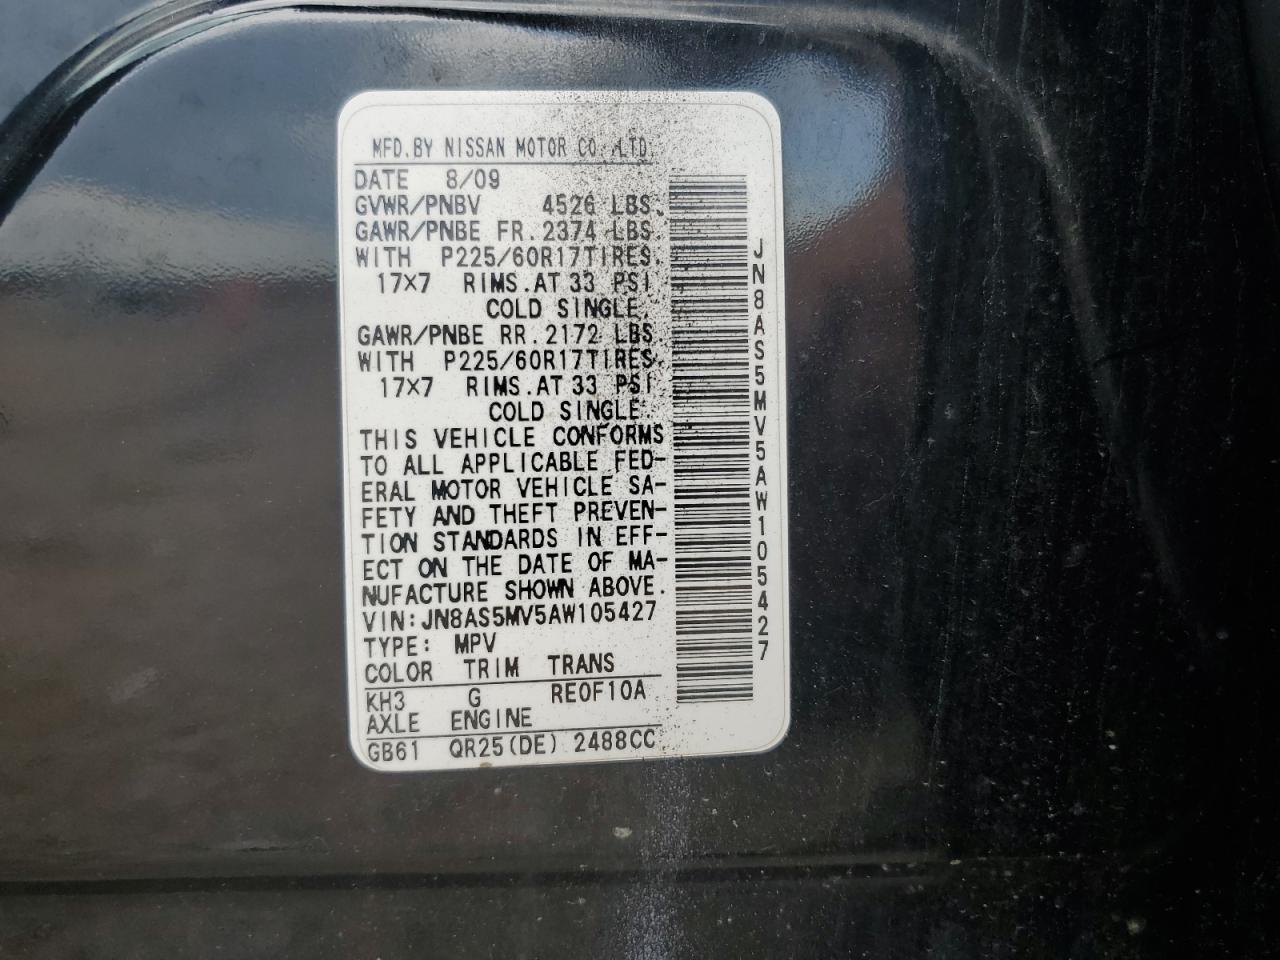 MFD.BY NISSAN MOTOR CO.,LTD.
DATE 8/09
GVWR/PNBV 4526 LBS.
GAWR/PNBE FR.2374 LBS.
WITH P225/60R17TIRES.
17×7 RIMS.AT 33 PSI
COLD SINGLE.
GAWR/PNBE RR.2172 LBS
WITH P225/60R17TIRES.
17×7 RIMS.AT 33 PSI
COLD SINGLE.
THIS VEHICLE CONFORMS
TO ALL APPLICABLE FED-
ERAL MOTOR VEHICLE SA-
FETY AND THEFT PREVEN-
TION STANDARDS IN EFF-
ECT ON THE DATE OF MA-
NUFACTURE SHOWN ABOVE.
VIN:JN8AS5MV5AW105427
TYPE: MPV
COLOR TRIM TRANS
KH3 G RE0F10A
AXLE ENGINE
GB61 QR25(DE) 2488CC
JN8AS5MV5AW105427